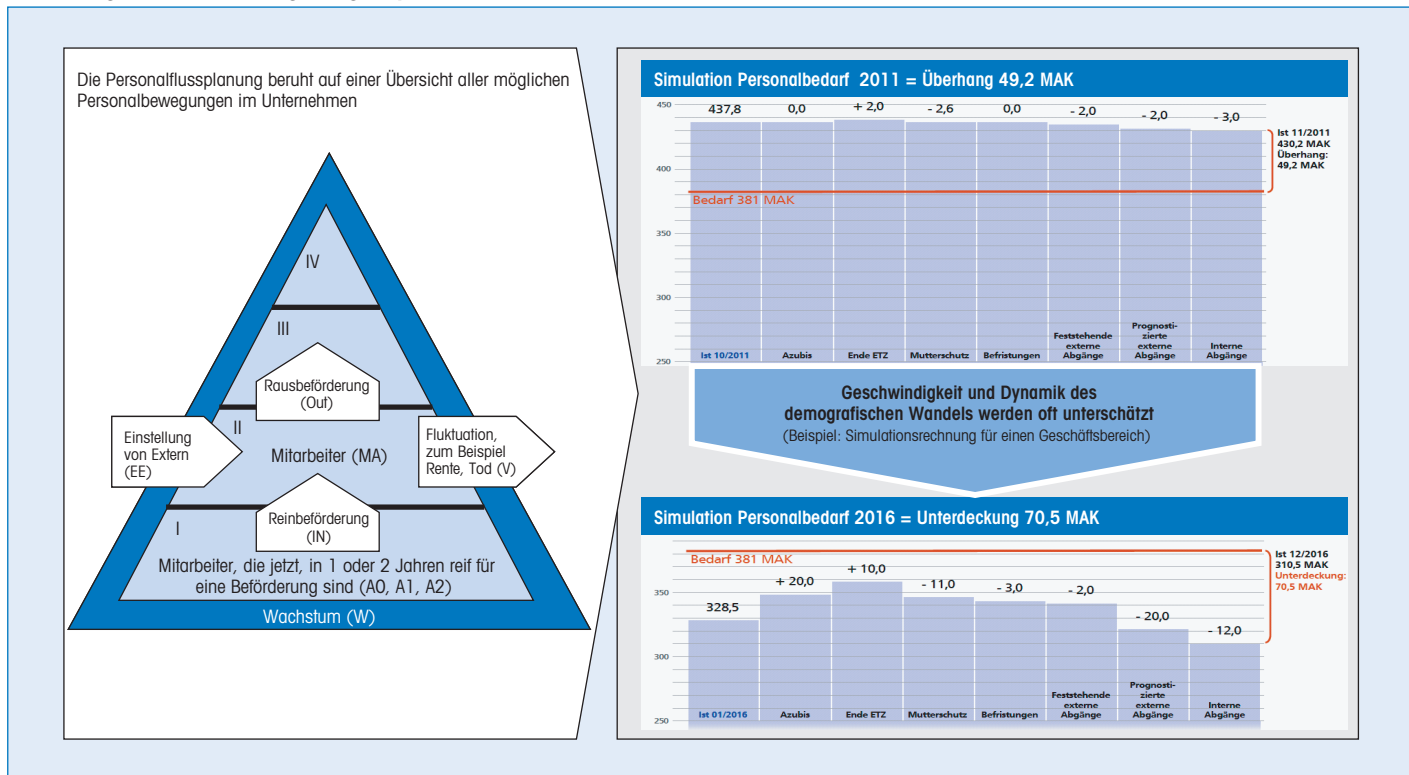 Die Personalflussplanung beruht auf einer Übersicht aller möglichen
Personalbewegungen im Unternehmen
IV
III
Rausbeförderung
(Out)
II
Einstellung
von Extern
(EE)
Mitarbeiter (MA)
Fluktuation,
zum Beispiel
Rente, Tod (V)
I
Reinbeförderung
(IN)
Mitarbeiter, die jetzt, in 1 oder 2 Jahren reif für
eine Beförderung sind (A0, A1, A2)
Wachstum (W)
Simulation Personalbedarf 2011 = Überhang 49,2 MAK
450
400
350
300
250
437,8
0,0
+ 2,0
- 2,6
0,0
- 2,0
- 2,0
- 3,0
Ist 11/2011
430,2 MAK
Überhang:
49,2 MAK
Bedarf 381 MAK
Ist 10/2011
Azubis
Ende ETZ
Mutterschutz
Befristungen
Feststehende
externe
Abgänge
Prognosti-
zierte
externe
Abgänge
Interne
Abgänge
Geschwindigkeit und Dynamik des
demografischen Wandels werden oft unterschätzt
(Beispiel: Simulationsrechnung für einen Geschäftsbereich)
Simulation Personalbedarf 2016 = Unterdeckung 70,5 MAK
Bedarf 381 MAK
350
300
250
328,5
+ 20,0
+ 10,0
- 11,0
- 3,0
- 2,0
- 20,0
- 12,0
Ist 12/2016
310,5 MAK
Unterdeckung:
70,5 MAK
Ist 01/2016
Azubis
Ende ETZ
Mutterschutz
Befristungen
Feststehende
externe
Abgänge
Prognosti-
zierte
externe
Abgänge
Interne
Abgänge